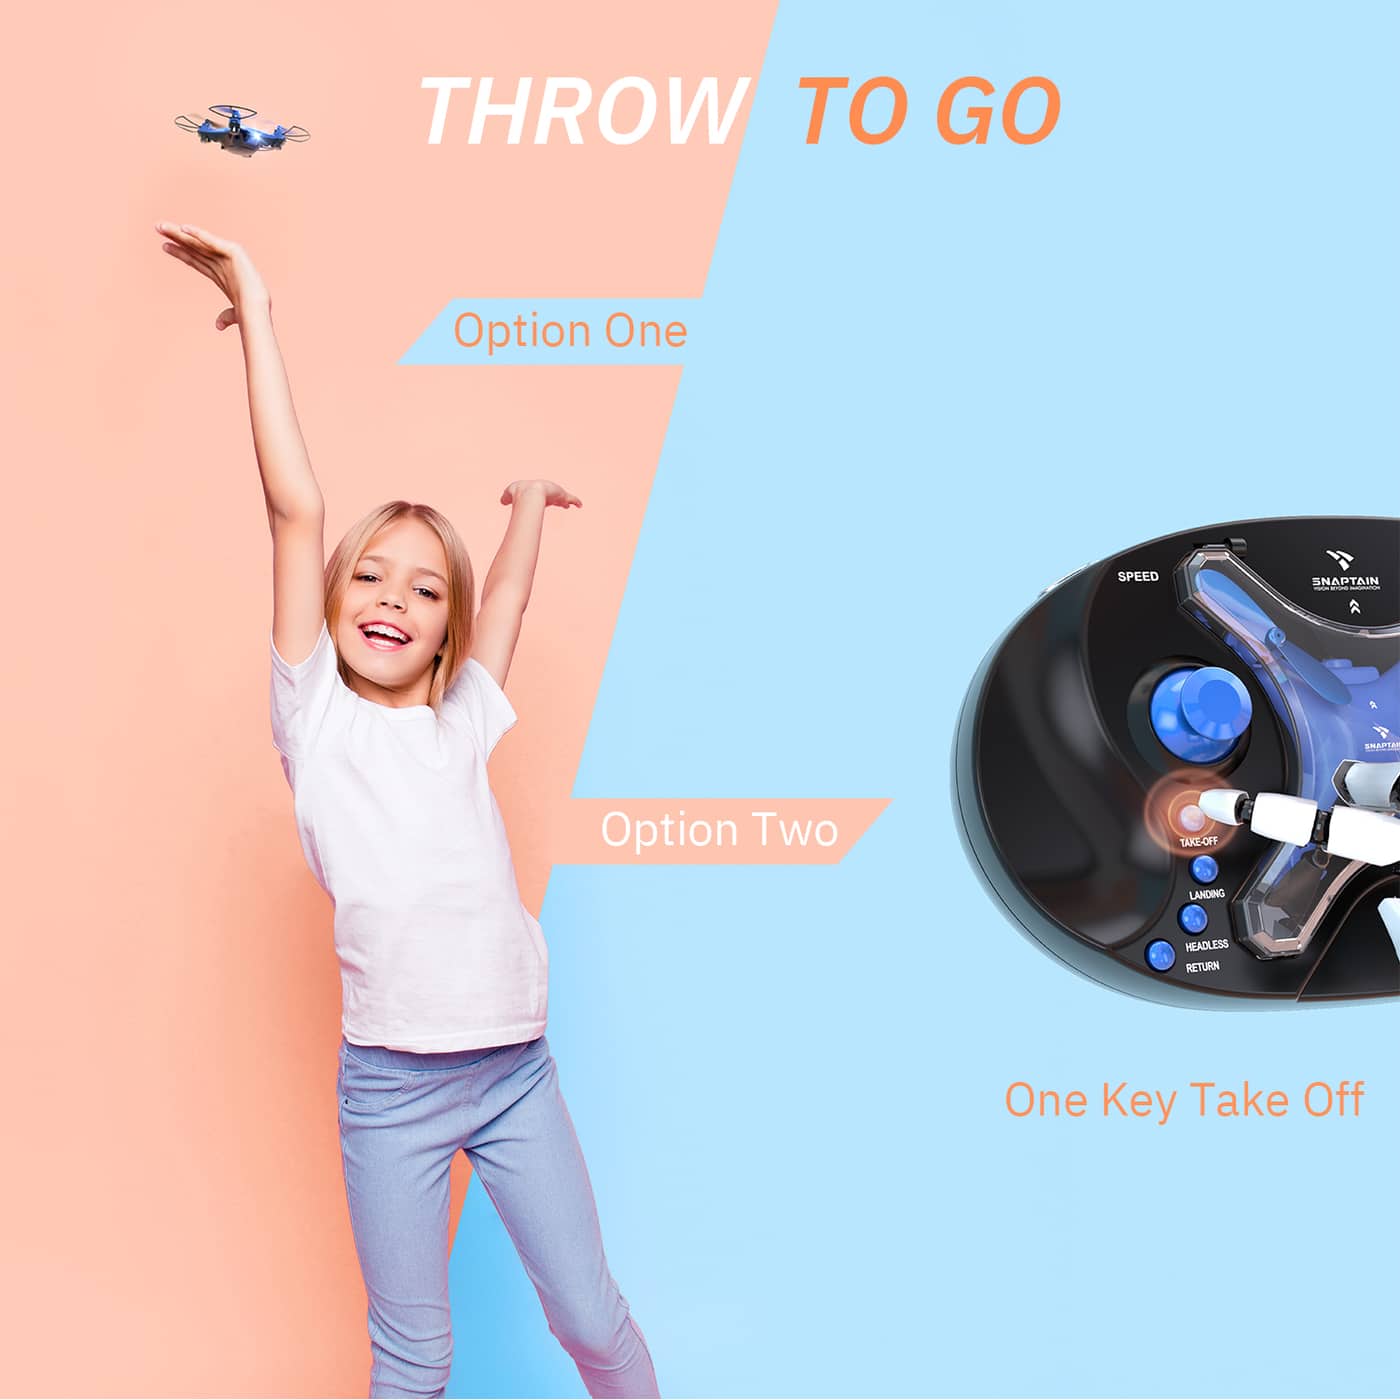 THROW TO GO
Option One
Option Two
SPEED
SNAPTAIN
VISION BEYOND IMAGINATION
SNAPTAIN
TAKE-OFF
LANDING
HEADLESS
RETURN
One Key Take Off